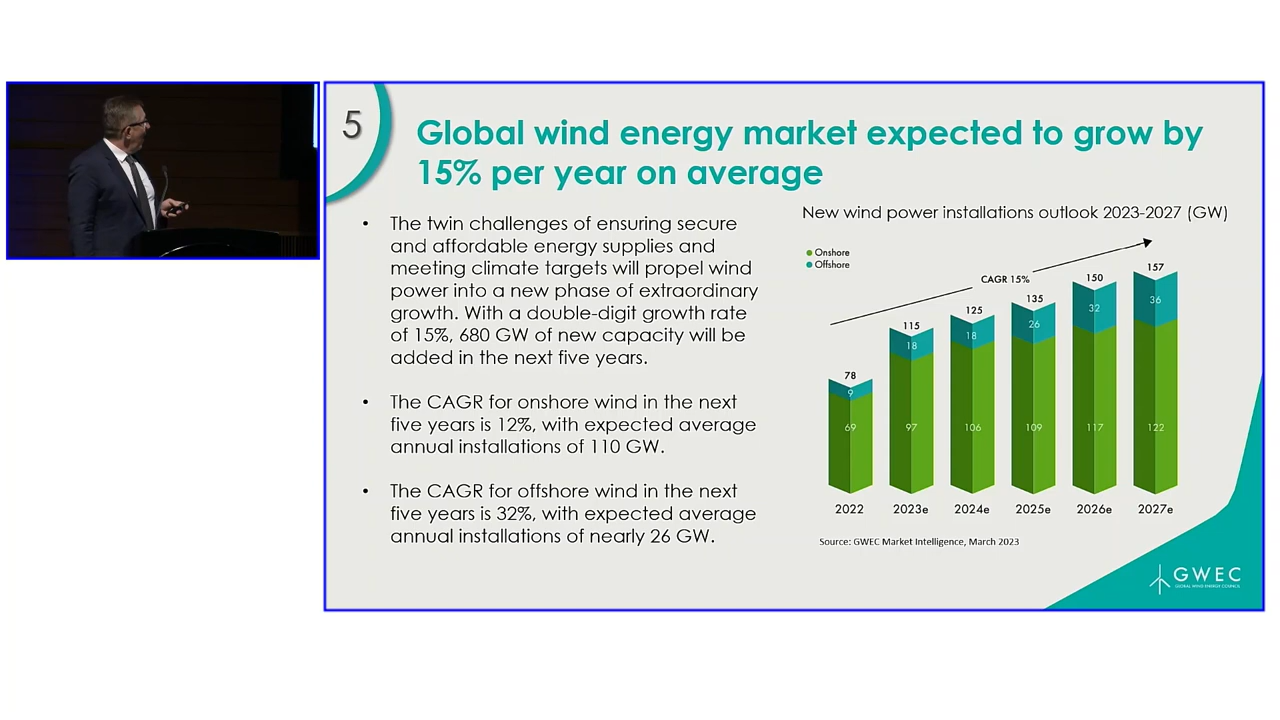 5
Global wind energy market expected to grow by
15% per year on average
• The twin challenges of ensuring secure
and affordable energy supplies and
meeting climate targets will propel wind
power into a new phase of extraordinary
growth. With a double-digit growth rate
of 15%, 680 GW of new capacity will be
added in the next five years.
• The CAGR for onshore wind in the next
five years is 12%, with expected average
annual installations of 110 GW.
• The CAGR for offshore wind in the next
five years is 32%, with expected average
annual installations of nearly 26 GW.
New wind power installations outlook 2023-2027 (GW)
Onshore
Offshore
CAGR 15%
78 115 125 135 150 157
9 18 18 26 32 36
69 97 106 109 117 122
2022 2023e 2024e 2025e 2026e 2027e
Source: GWEC Market Intelligence, March 2023
GWEC
GLOBAL WIND ENERGY COUNCIL